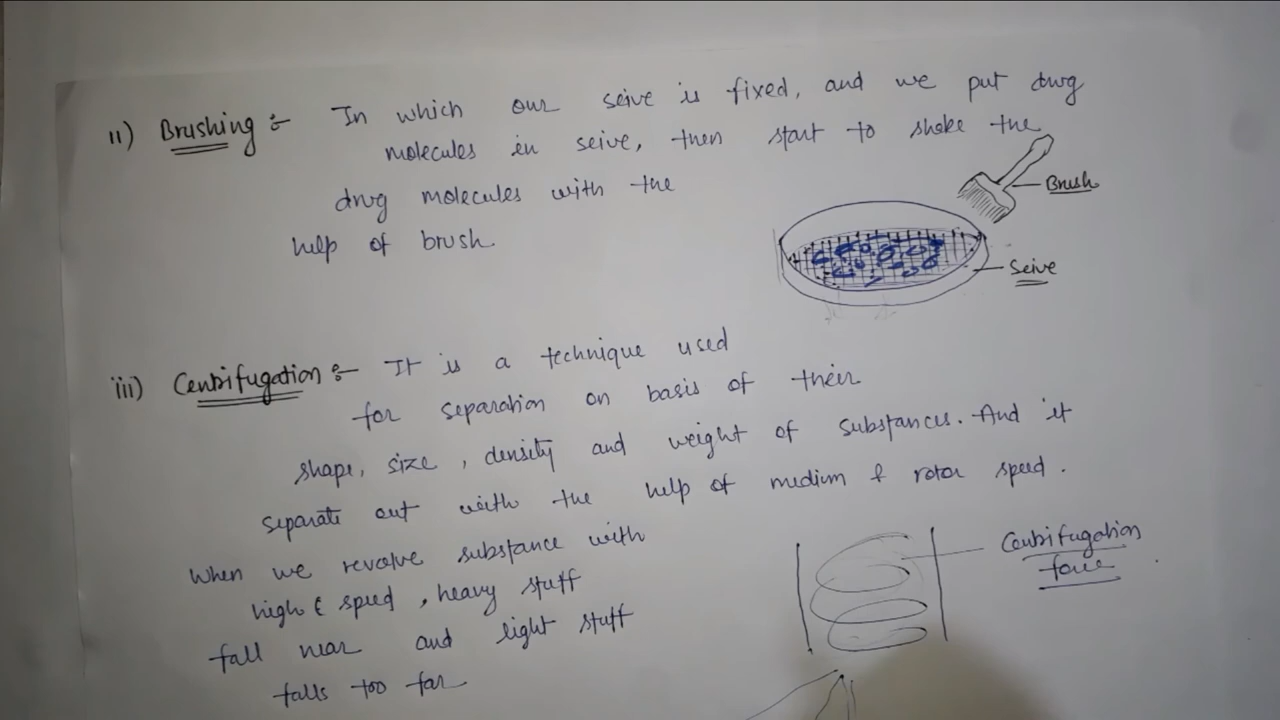 ii) Brushing :- In which our seive is fixed, and we put drug
molecules in seive, then start to shake the
drug molecules with the
help of brush
Brush
Seive
iii) Centrifugation :- It is a technique used
for separation on basis of their
shape, size, density and weight of substances. And it
separate out with the help of medium & rotor speed.
When we revolve substance with
high speed, heavy stuff
fall near and light stuff
falls too far
Centrifugation
force